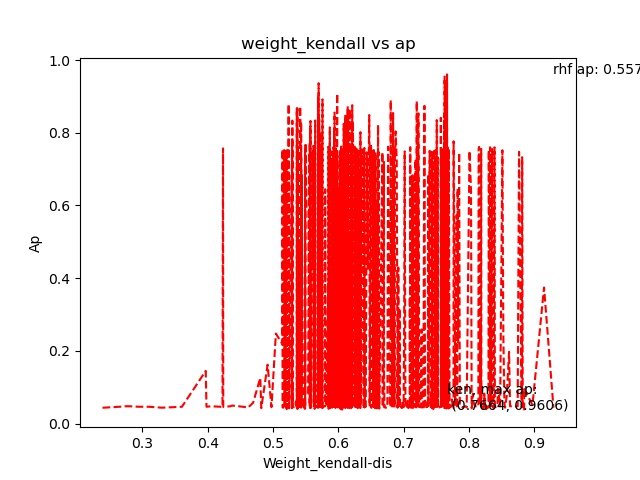 weight_kendall vs ap
rhf ap: 0.557
1.0
0.8
0.6
0.4
0.2
0.0
Ap
ken_max ap:
(0.7664, 0.9606)
0.3 0.4 0.5 0.6 0.7 0.8 0.9
Weight_kendall-dis